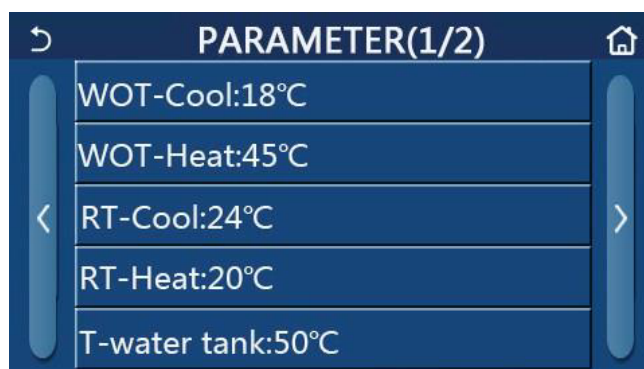 PARAMETER(1/2)
WOT-Cool:18℃
WOT-Heat:45℃
RT-Cool:24℃
RT-Heat:20℃
T-water tank:50℃